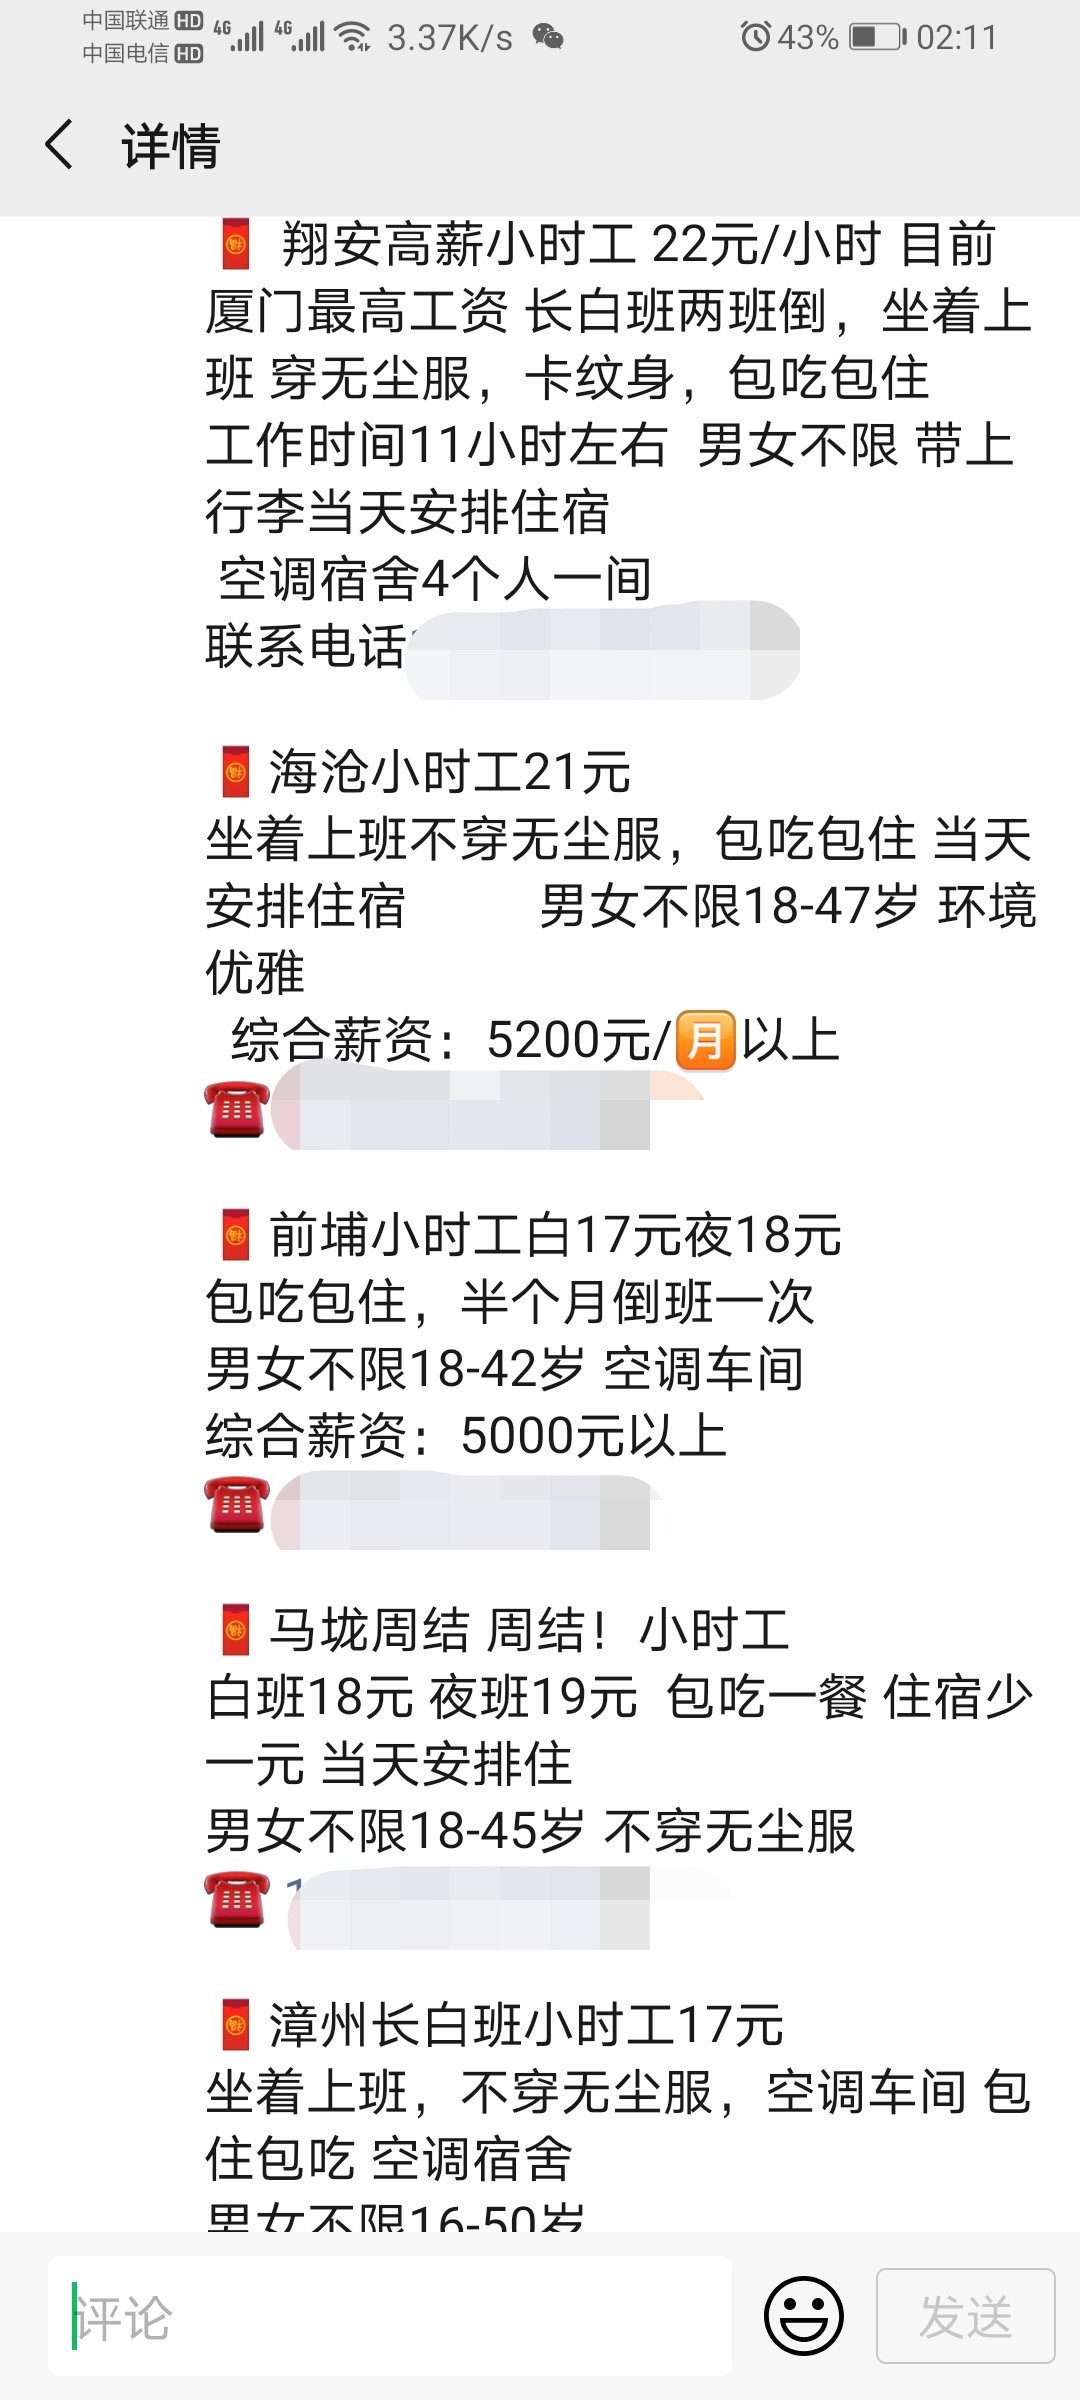 中国联通 HD 4G 4G 3.37K/s 43% 02:11
中国电信 HD
详情
翔安高薪小时工 22元/小时 目前
厦门最高工资 长白班两班倒，坐着上
班 穿无尘服，卡纹身，包吃包住
工作时间11小时左右 男女不限 带上
行李当天安排住宿
空调宿舍4个人一间
联系电话
海沧小时工21元
坐着上班不穿无尘服，包吃包住 当天
安排住宿 男女不限18-47岁 环境
优雅
综合薪资：5200元/🈷以上
前埔小时工白17元夜18元
包吃包住，半个月倒班一次
男女不限18-42岁 空调车间
综合薪资：5000元以上
马垅周结 周结！小时工
白班18元 夜班19元 包吃一餐 住宿少
一元 当天安排住
男女不限18-45岁 不穿无尘服
漳州长白班小时工17元
坐着上班，不穿无尘服，空调车间 包
住包吃 空调宿舍
男女不限16-50岁
评论
发送